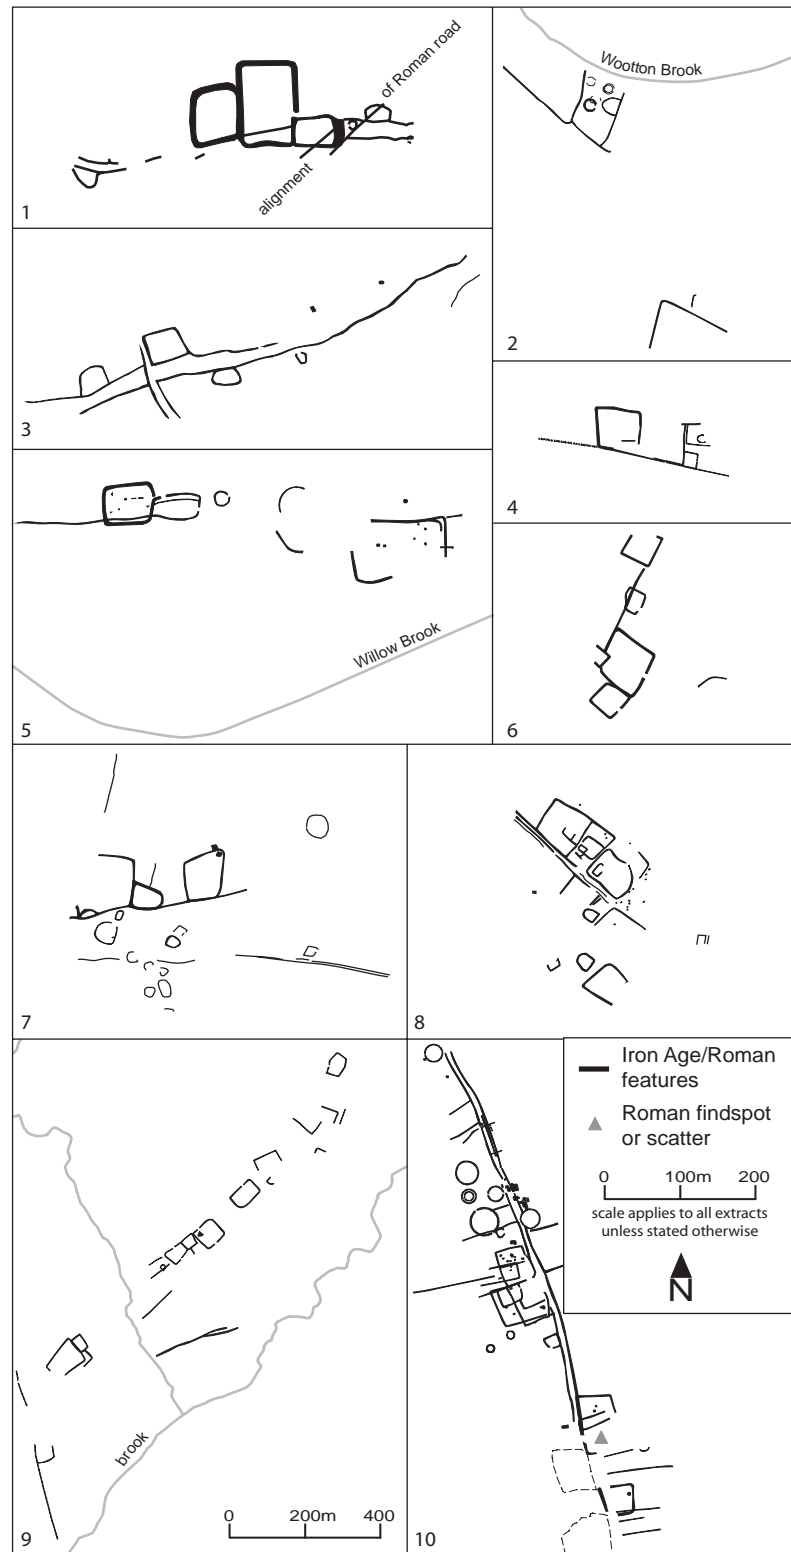 of Roman road
alignment
1
Wootton Brook
2
3
4
Willow Brook
5
6
7
8
brook
0 200m 400
9
10
Iron Age/Roman
features
Roman findspot
or scatter
0 100m 200
scale applies to all extracts
unless stated otherwise
N